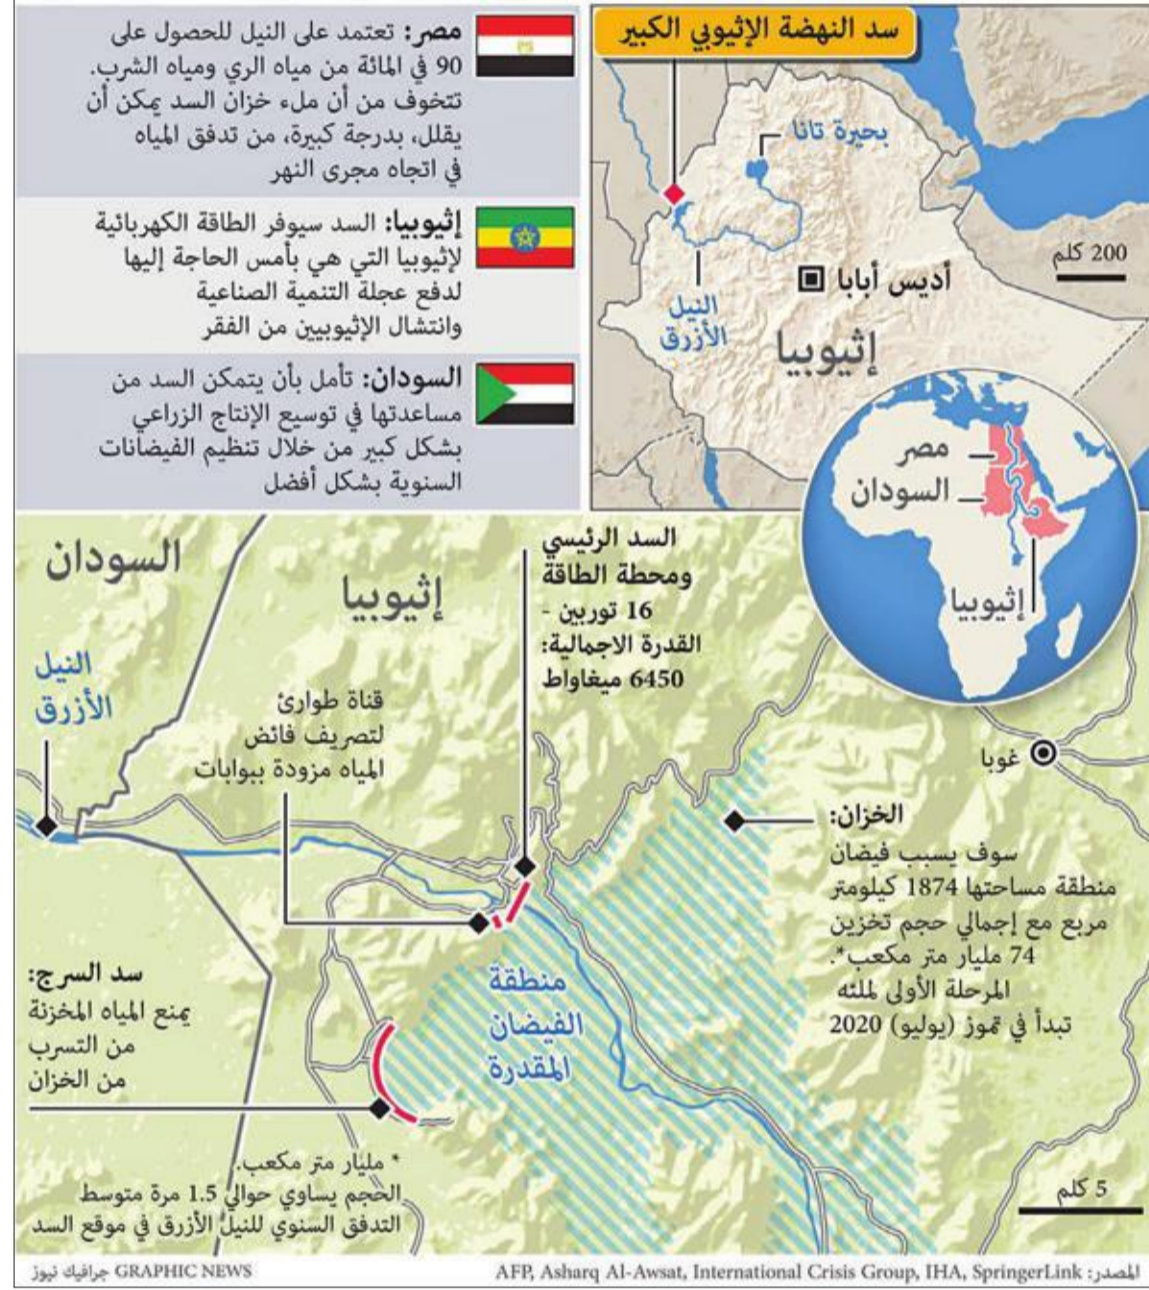 سد النهضة الإثيوبي الكبير
بحيرة تانا
200 كلم
أديس أبابا
النيل
الأزرق
إثيوبيا
مصر
السودان
إثيوبيا
مصر: تعتمد على النيل للحصول على
90 في المائة من مياه الري ومياه الشرب.
تتخوف من أن ملء خزان السد يمكن أن
يقلل، بدرجة كبيرة، من تدفق المياه
في اتجاه مجرى النهر
إثيوبيا: السد سيوفر الطاقة الكهربائية
لإثيوبيا التي هي بأمس الحاجة إليها
لدفع عجلة التنمية الصناعية
وانتشال الإثيوبيين من الفقر
السودان: تأمل بأن يتمكن السد من
مساعدتها في توسيع الإنتاج الزراعي
بشكل كبير من خلال تنظيم الفيضانات
السنوية بشكل أفضل
السد الرئيسي
ومحطة الطاقة
16 توربين -
القدرة الاجمالية:
6450 ميغاواط
إثيوبيا
السودان
النيل
الأزرق
قناة طوارئ
لتصريف فائض
المياه مزودة ببوابات
غوبا
الخزان:
سوف يسبب فيضان
منطقة مساحتها 1874 كيلومتر
مربع مع إجمالي حجم تخزين
74 مليار متر مكعب*.
المرحلة الأولى لملئه
تبدأ في تموز (يوليو) 2020
منطقة
الفيضان
المقدرة
سد السرج:
يمنع المياه المخزنة
من التسرب
من الخزان
* مليار متر مكعب.
الحجم يساوي حوالي 1.5 مرة متوسط
التدفق السنوي للنيل الأزرق في موقع السد
5 كلم
المصدر: AFP, Asharq Al-Awsat, International Crisis Group, IHA, SpringerLink
GRAPHIC NEWS جرافيك نيوز